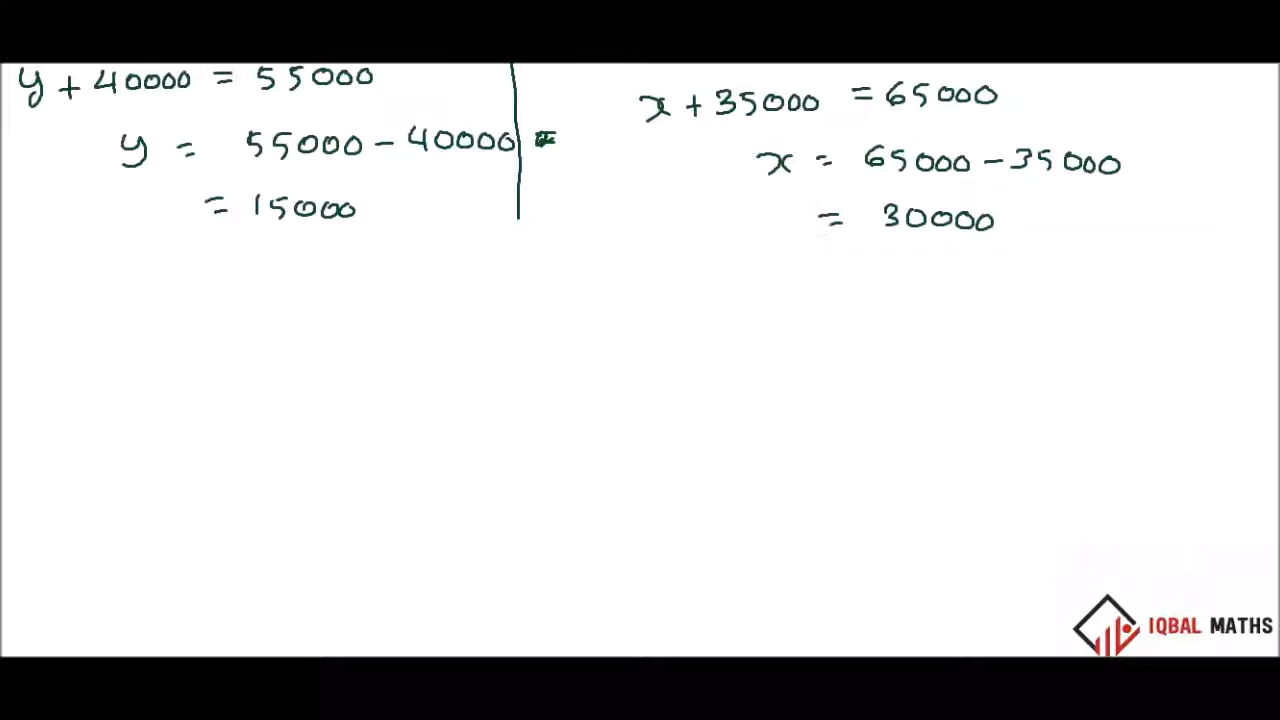 y + 40000 = 55000
y = 55000 - 40000
= 15000
x + 35000 = 65000
x = 65000 - 35000
= 30000
IQBAL MATHS